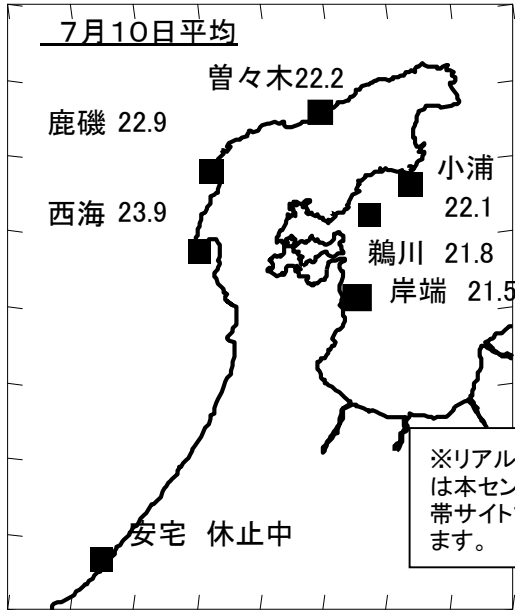 7月10日平均
曽々木22.2
鹿磯 22.9
小浦
22.1
西海 23.9
鵜川 21.8
岸端 21.5
※リアル
は本セン
帯サイト
ます。
安宅 休止中